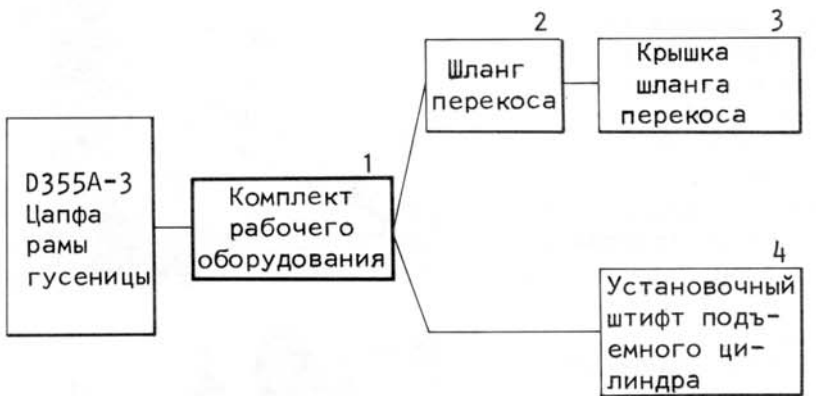 D355A-3
Цапфа
рамы
гусеницы
1
Комплект
рабочего
оборудования
2
Шланг
перекоса
3
Крышка
шланга
перекоса
4
Установочный
штифт подъ-
емного ци-
линдра